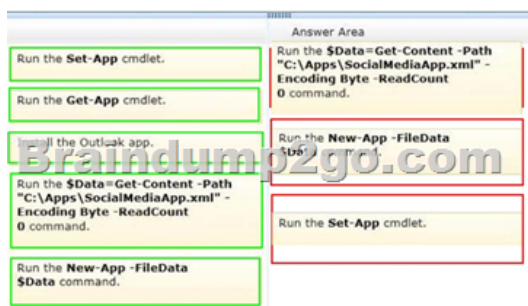 Answer Area
Run the Set-App cmdlet.
Run the Get-App cmdlet.
Install the Outlook app.
Run the $Data=Get-Content -Path
"C:\Apps\SocialMediaApp.xml" -
Encoding Byte -ReadCount
0 command.
Run the New-App -FileData
$Data command.
Run the $Data=Get-Content -Path
"C:\Apps\SocialMediaApp.xml" -
Encoding Byte -ReadCount
0 command.
Run the New-App -FileData
$Data command.
Run the Set-App cmdlet.
Braindump2go.com